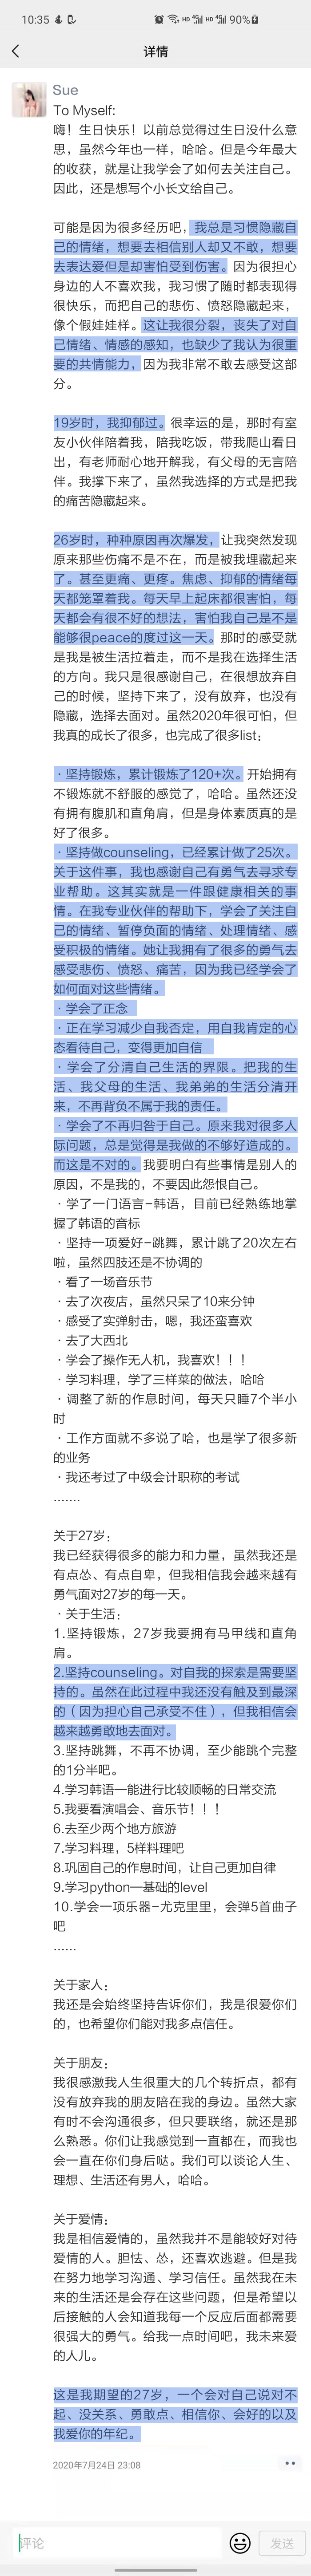 10:35 HD 4G HD 4G 90%
详情
Sue
To Myself:
嗨！生日快乐！以前总觉得过生日没什么意
思，虽然今年也一样，哈哈。但是今年最大
的收获，就是让我学会了如何去关注自己。
因此，还是想写个小长文给自己。
可能是因为很多经历吧，我总是习惯隐藏自
己的情绪，想要去相信别人却又不敢，想要
去表达爱但是却害怕受到伤害。因为很担心
身边的人不喜欢我，我习惯了随时都表现得
很快乐，而把自己的悲伤、愤怒隐藏起来，
像个假娃娃样。这让我很分裂，丧失了对自
己情绪、情感的感知，也缺少了我认为很重
要的共情能力，因为我非常不敢去感受这部
分。
19岁时，我抑郁过。很幸运的是，那时有室
友小伙伴陪着我，陪我吃饭，带我爬山看日
出，有老师耐心地开解我，有父母的无言陪
伴。我撑下来了，虽然我选择的方式是把我
的痛苦隐藏起来。
26岁时，种种原因再次爆发，让我突然发现
原来那些伤痛不是不在，而是被我埋藏起来
了。甚至更痛、更疼。焦虑、抑郁的情绪每
天都笼罩着我。每天早上起床都很害怕，每
天都会有很不好的想法，害怕我自己是不是
能够很peace的度过这一天。那时的感受就
是我是被生活拉着走，而不是我在选择生活
的方向。我只是很感谢自己，在很想放弃自
己的时候，坚持下来了，没有放弃，也没有
隐藏，选择去面对。虽然2020年很可怕，但
我真的成长了很多，也完成了很多list：
·坚持锻炼，累计锻炼了120+次。开始拥有
不锻炼就不舒服的感觉了，哈哈。虽然还没
有拥有腹肌和直角肩，但是身体素质真的是
好了很多。
·坚持做counseling，已经累计做了25次。
关于这件事，我也感谢自己有勇气去寻求专
业帮助。这其实就是一件跟健康相关的事
情。在我专业伙伴的帮助下，学会了关注自
己的情绪、暂停负面的情绪、处理情绪、感
受积极的情绪。她让我拥有了很多的勇气去
感受悲伤、愤怒、痛苦，因为我已经学会了
如何面对这些情绪。
·学会了正念
·正在学习减少自我否定，用自我肯定的心
态看待自己，变得更加自信
·学会了分清自己生活的界限。把我的生
活、我父母的生活、我弟弟的生活分清开
来，不再背负不属于我的责任。
·学会了不再归咎于自己。原来我对很多人
际问题，总是觉得是我做的不够好造成的。
而这是不对的。我要明白有些事情是别人的
原因，不是我的，不要因此怨恨自己。
·学了一门语言-韩语，目前已经熟练地掌
握了韩语的音标
·坚持一项爱好-跳舞，累计跳了20次左右
啦，虽然四肢还是不协调的
·看了一场音乐节
·去了次夜店，虽然只呆了10来分钟
·感受了实弹射击，嗯，我还蛮喜欢
·去了大西北
·学会了操作无人机，我喜欢！！！
·学习料理，学了三样菜的做法，哈哈
·调整了新的作息时间，每天只睡7个半小
时
·工作方面就不多说了哈，也是学了很多新
的业务
·我还考过了中级会计职称的考试
.......
关于27岁：
我已经获得很多的能力和力量，虽然我还是
有点怂、有点自卑，但我相信我会越来越有
勇气面对27岁的每一天。
·关于生活：
1.坚持锻炼，27岁我要拥有马甲线和直角
肩。
2.坚持counseling。对自我的探索是需要坚
持的。虽然在此过程中我还没有触及到最深
的（因为担心自己承受不住），但我相信会
越来越勇敢地去面对。
3.坚持跳舞，不再不协调，至少能跳个完整
的1分半吧。
4.学习韩语—能进行比较顺畅的日常交流
5.我要看演唱会、音乐节！！！
6.去至少两个地方旅游
7.学习料理，5样料理吧
8.巩固自己的作息时间，让自己更加自律
9.学习python—基础的level
10.学会一项乐器-尤克里里，会弹5首曲子
吧
......
关于家人：
我还是会始终坚持告诉你们，我是很爱你们
的，也希望你们能对我多点信任。
关于朋友：
我很感激我人生很重大的几个转折点，都有
没有放弃我的朋友陪在我的身边。虽然大家
有时不会沟通很多，但只要联络，就还是那
么熟悉。你们让我感觉到一直都在，而我也
会一直在你们身后哒。我们可以谈论人生、
理想、生活还有男人，哈哈。
关于爱情：
我是相信爱情的，虽然我并不是能较好对待
爱情的人。胆怯、怂，还喜欢逃避。但是我
在努力地学习沟通、学习信任。虽然我在未
来的生活还是会存在这些问题，但是希望以
后接触的人会知道我每一个反应后面都需要
很强大的勇气。给我一点时间吧，我未来爱
的人儿。
这是我期望的27岁，一个会对自己说对不
起、没关系、勇敢点、相信你、会好的以及
我爱你的年纪。
2020年7月24日 23:08
评论
发送